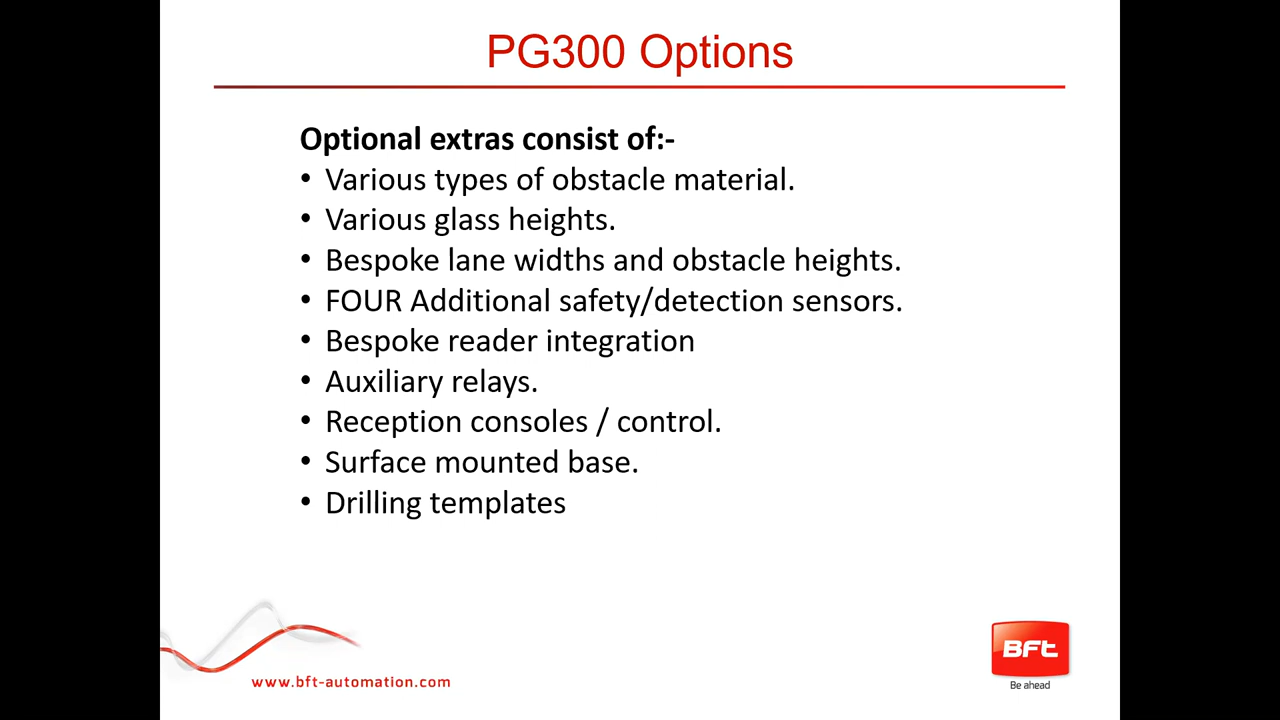 PG300 Options
Optional extras consist of:-
• Various types of obstacle material.
• Various glass heights.
• Bespoke lane widths and obstacle heights.
• FOUR Additional safety/detection sensors.
• Bespoke reader integration
• Auxiliary relays.
• Reception consoles / control.
• Surface mounted base.
• Drilling templates
www.bft-automation.com
BFt
Be ahead